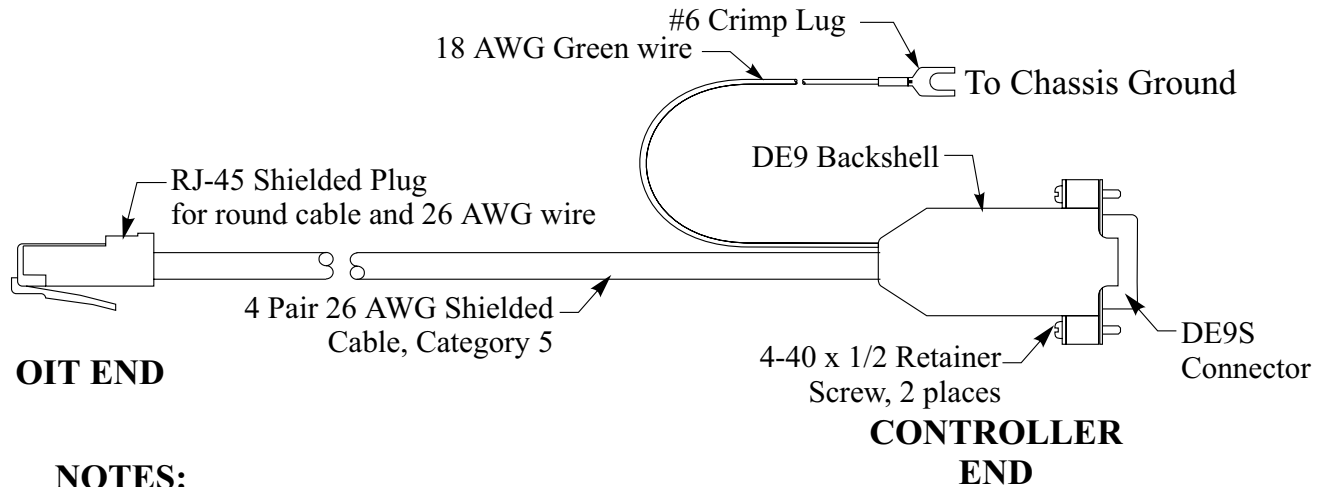 #6 Crimp Lug
18 AWG Green wire
To Chassis Ground
DE9 Backshell
RJ-45 Shielded Plug
for round cable and 26 AWG wire
4 Pair 26 AWG Shielded
Cable, Category 5
DE9S
Connector
4-40 x 1/2 Retainer
Screw, 2 places
OIT END
CONTROLLER
END
NOTES: